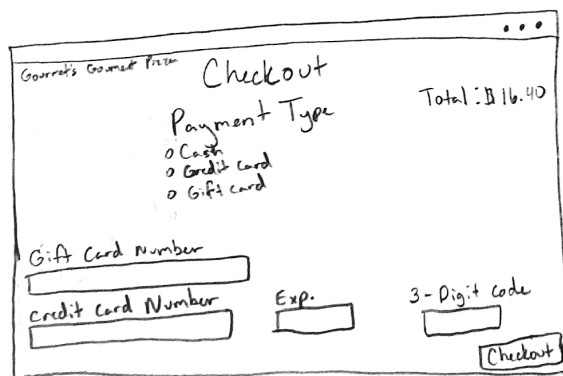 Gourmet's Gourmet Pizza
Checkout
Total: $16.40
Payment Type
Cash
Credit card
Gift card
Gift Card Number
Credit Card Number
Exp.
3-Digit Code
Checkout